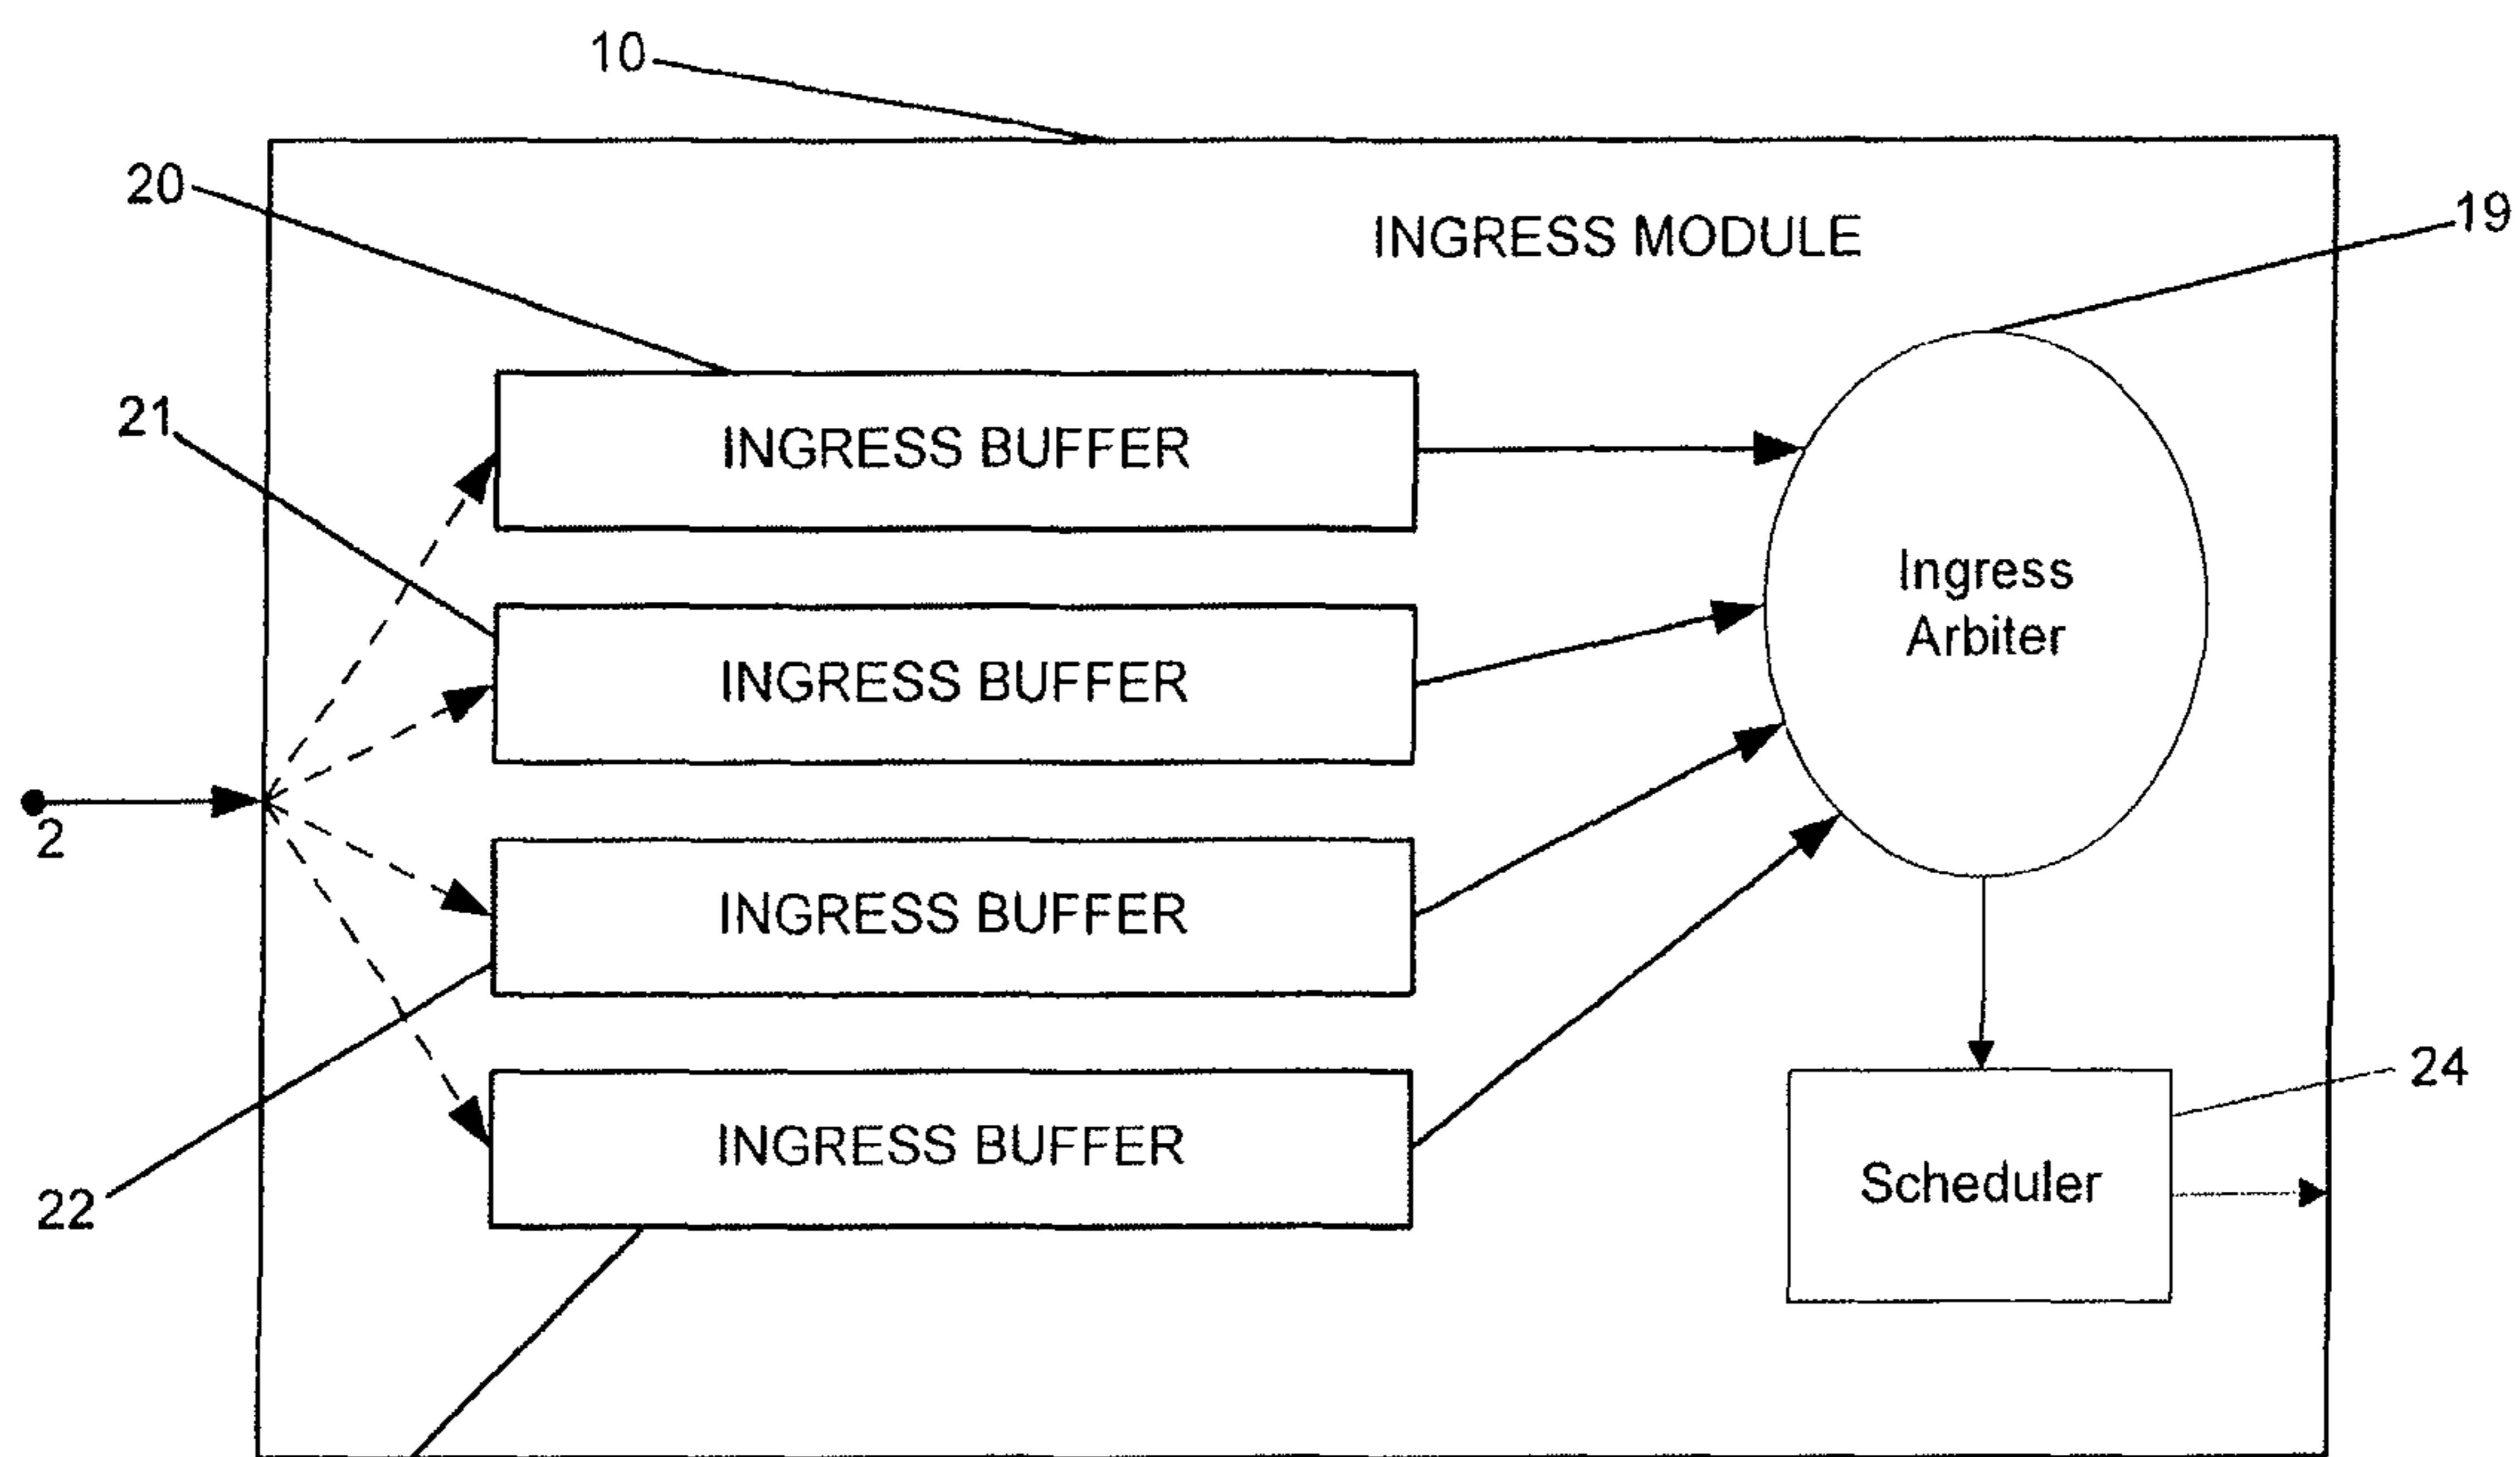 10
20
INGRESS MODULE
19
21
INGRESS BUFFER
Ingress
Arbiter
INGRESS BUFFER
2
INGRESS BUFFER
24
INGRESS BUFFER
Scheduler
22